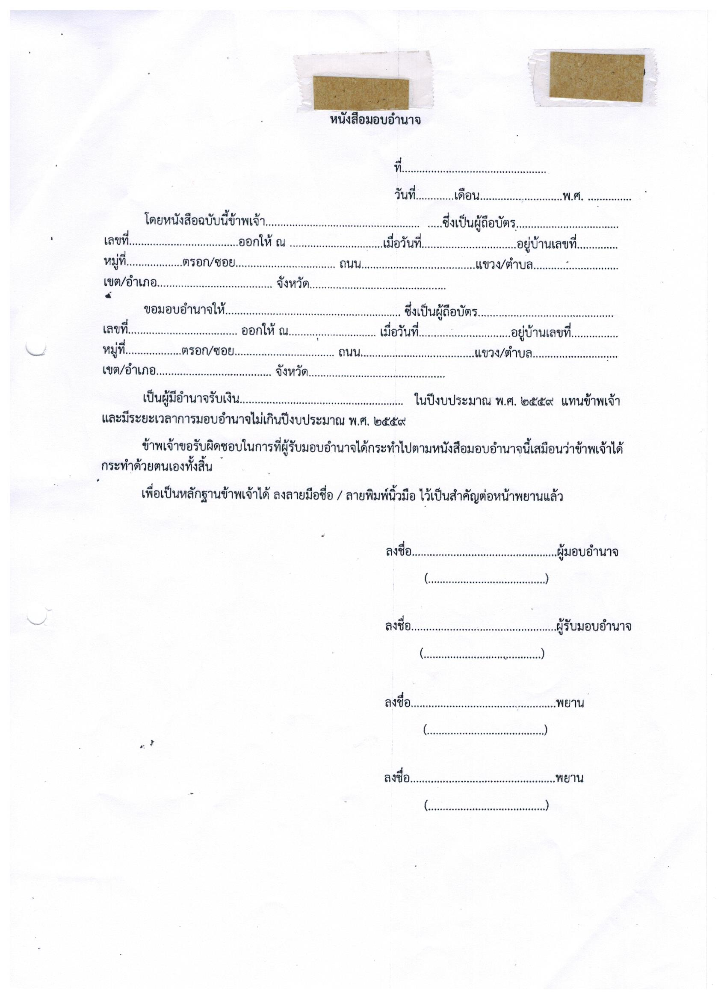 หนังสือมอบอำนาจ
ที่.................................................
วันที่.............เดือน............................พ.ศ. ...............
โดยหนังสือฉบับนี้ข้าพเจ้า.................................................... .....ซึ่งเป็นผู้ถือบัตร...................................
เลขที่.....................................ออกให้ ณ ................................เมื่อวันที่................................อยู่บ้านเลขที่..............
หมู่ที่...................ตรอก/ซอย.................................. ถนน.......................................แขวง/ตำบล.............................
เขต/อำเภอ....................................... จังหวัด...............................................
ขอมอบอำนาจให้............................................................ ซึ่งเป็นผู้ถือบัตร..............................................
เลขที่..................................... ออกให้ ณ.............................. เมื่อวันที่...............................อยู่บ้านเลขที่................
หมู่ที่...................ตรอก/ซอย.................................. ถนน.......................................แขวง/ตำบล.............................
เขต/อำเภอ....................................... จังหวัด...............................................
เป็นผู้มีอำนาจรับเงิน........................................................ ในปีงบประมาณ พ.ศ. ๒๕๕๙ แทนข้าพเจ้า
และมีระยะเวลาการมอบอำนาจไม่เกินปีงบประมาณ พ.ศ. ๒๕๕๙
ข้าพเจ้าขอรับผิดชอบในการที่ผู้รับมอบอำนาจได้กระทำไปตามหนังสือมอบอำนาจนี้เสมือนว่าข้าพเจ้าได้
กระทำด้วยตนเองทั้งสิ้น
เพื่อเป็นหลักฐานข้าพเจ้าได้ ลงลายมือชื่อ / ลายพิมพ์นิ้วมือ ไว้เป็นสำคัญต่อหน้าพยานแล้ว
ลงชื่อ.................................................ผู้มอบอำนาจ
(........................................)
ลงชื่อ.................................................ผู้รับมอบอำนาจ
(........................................)
ลงชื่อ.................................................พยาน
(........................................)
ลงชื่อ.................................................พยาน
(........................................)